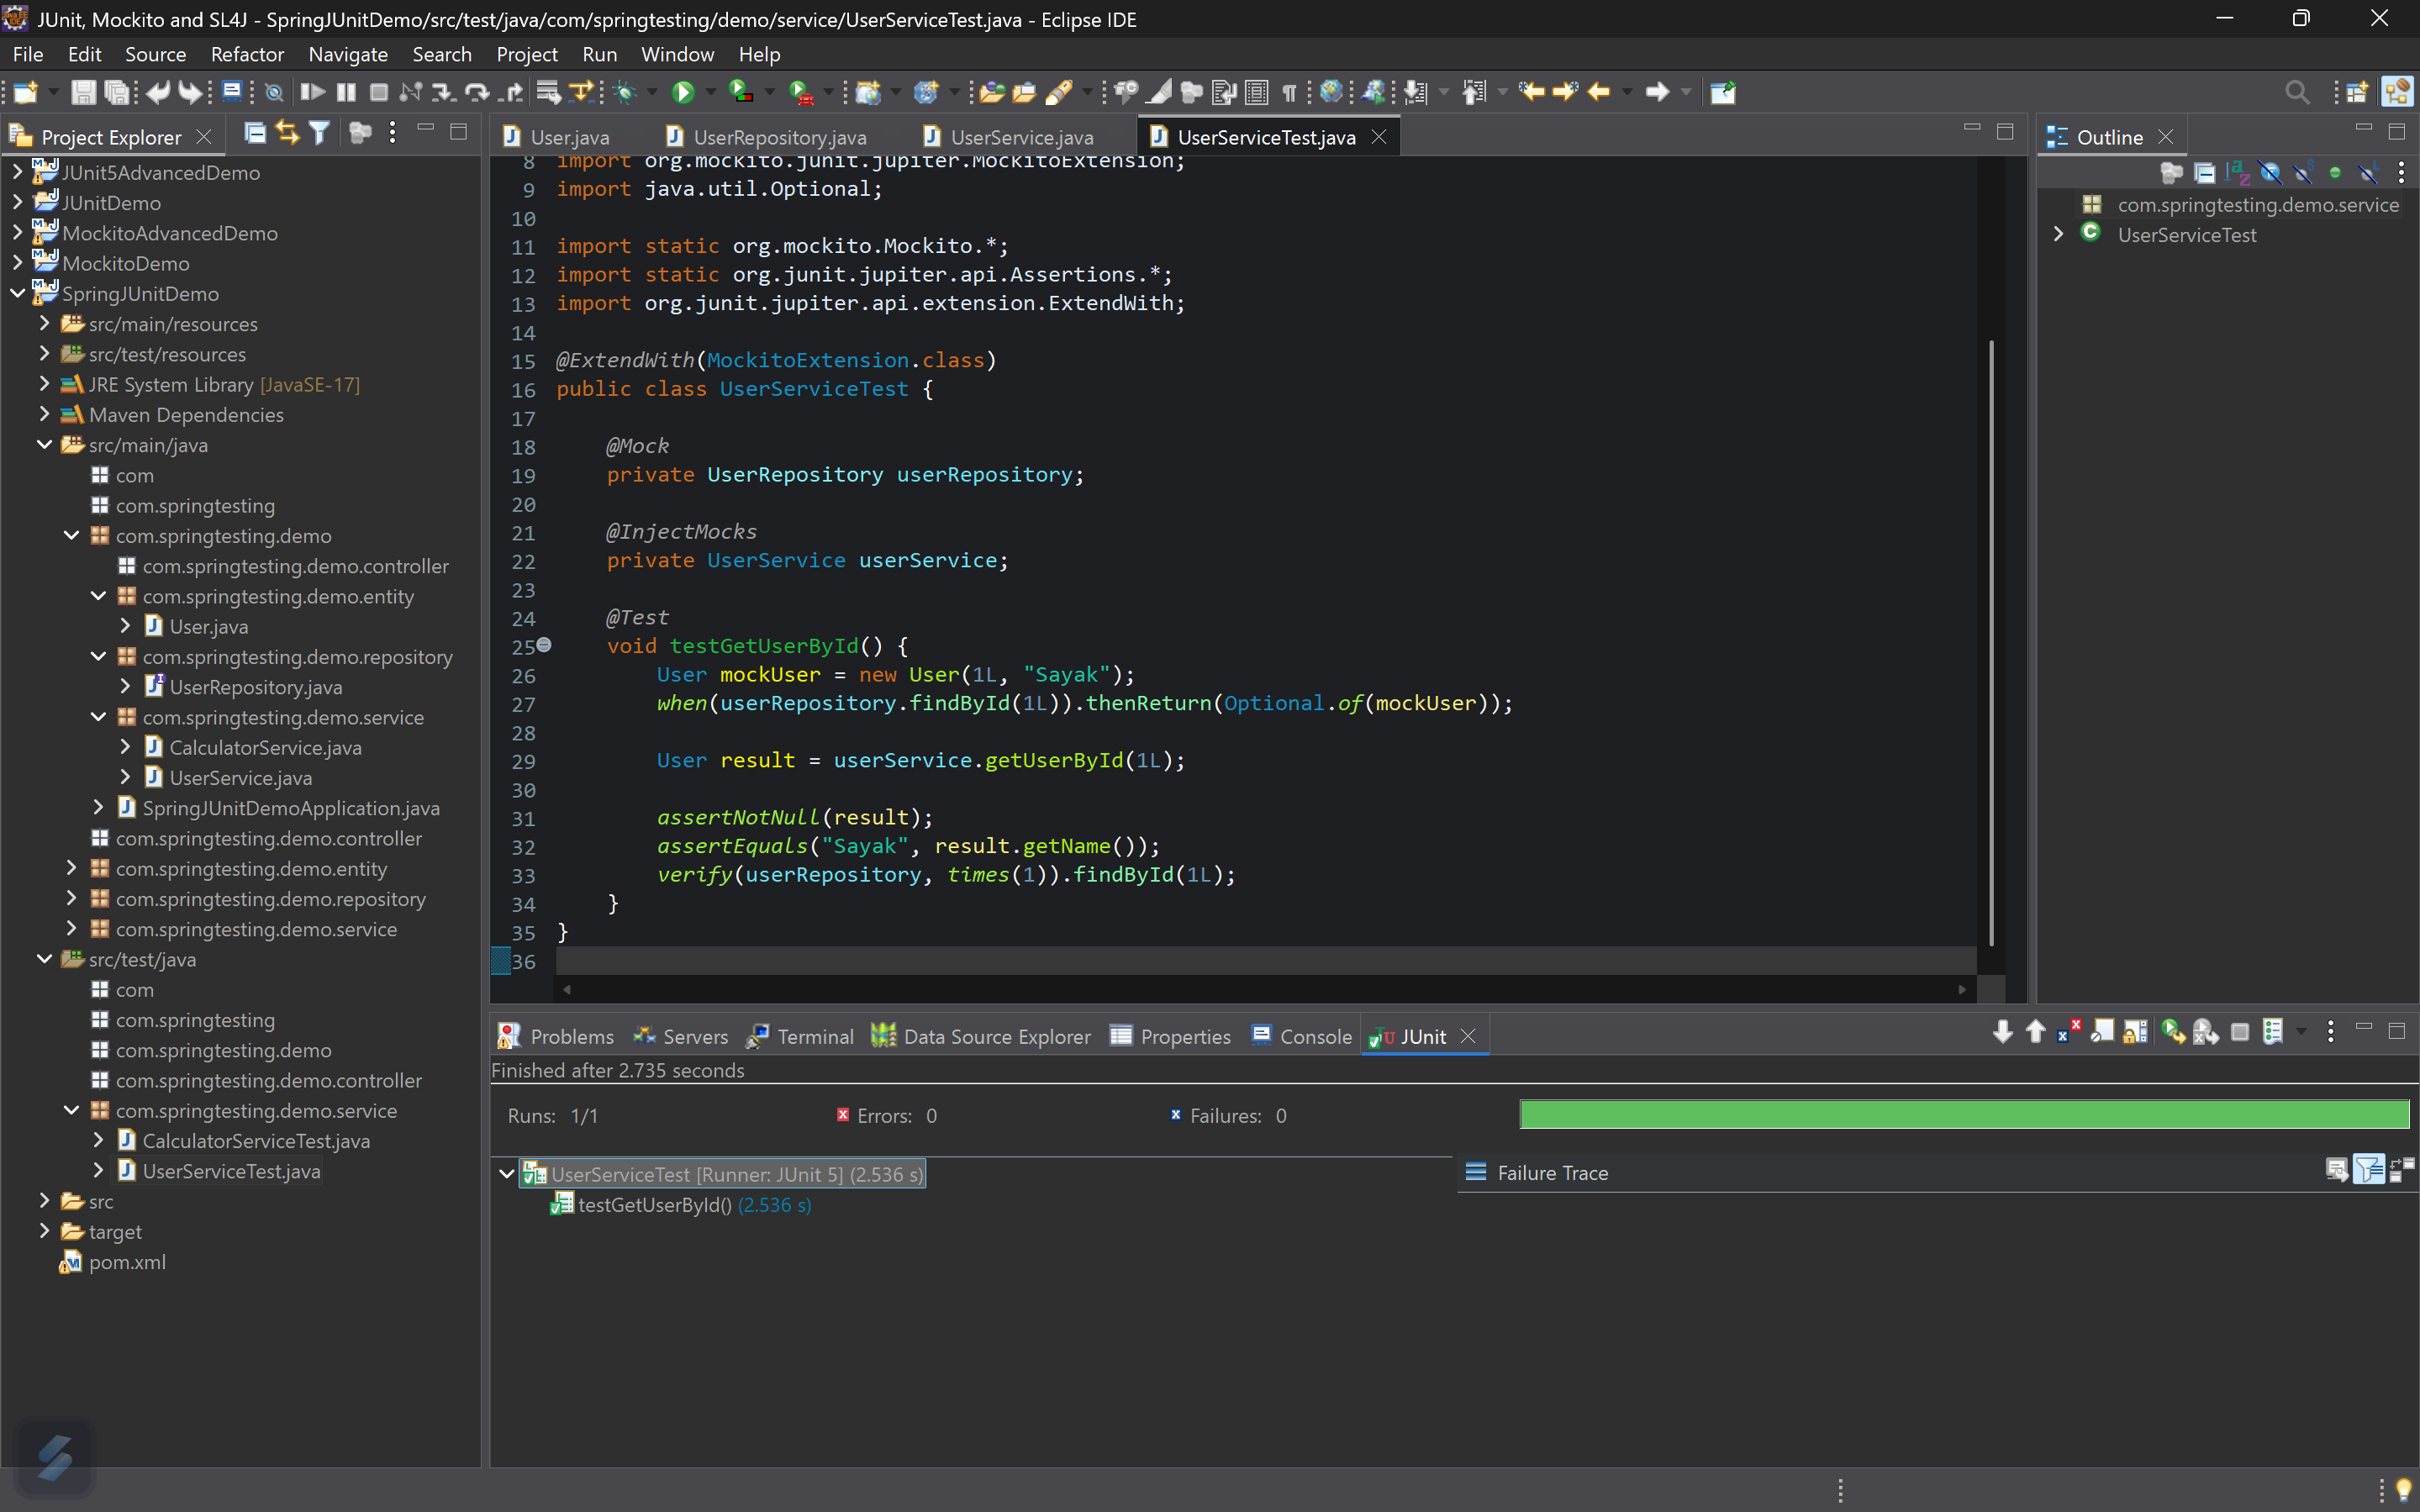 JUnit, Mockito and SL4J - SpringJUnitDemo/src/test/java/com/springtesting/demo/service/UserServiceTest.java - Eclipse IDE
File Edit Source Refactor Navigate Search Project Run Window Help
Project Explorer
JUnit5AdvancedDemo
JUnitDemo
MockitoAdvancedDemo
MockitoDemo
SpringJUnitDemo
src/main/resources
src/test/resources
JRE System Library [JavaSE-17]
Maven Dependencies
src/main/java
com
com.springtesting
com.springtesting.demo
com.springtesting.demo.controller
com.springtesting.demo.entity
User.java
com.springtesting.demo.repository
UserRepository.java
com.springtesting.demo.service
CalculatorService.java
UserService.java
SpringJUnitDemoApplication.java
com.springtesting.demo.controller
com.springtesting.demo.entity
com.springtesting.demo.repository
com.springtesting.demo.service
src/test/java
com
com.springtesting
com.springtesting.demo
com.springtesting.demo.controller
com.springtesting.demo.service
CalculatorServiceTest.java
UserServiceTest.java
src
target
pom.xml
User.java UserRepository.java UserService.java UserServiceTest.java
8 import org.mockito.junit.jupiter.MockitoExtension;
9 import java.util.Optional;
10
11 import static org.mockito.Mockito.*;
12 import static org.junit.jupiter.api.Assertions.*;
13 import org.junit.jupiter.api.extension.ExtendWith;
14
15 @ExtendWith(MockitoExtension.class)
16 public class UserServiceTest {
17
18 @Mock
19 private UserRepository userRepository;
20
21 @InjectMocks
22 private UserService userService;
23
24 @Test
25 void testGetUserById() {
26 User mockUser = new User(1L, "Sayak");
27 when(userRepository.findById(1L)).thenReturn(Optional.of(mockUser));
28
29 User result = userService.getUserById(1L);
30
31 assertNotNull(result);
32 assertEquals("Sayak", result.getName());
33 verify(userRepository, times(1)).findById(1L);
34 }
35 }
36
Outline
com.springtesting.demo.service
UserServiceTest
Problems Servers Terminal Data Source Explorer Properties Console JUnit
Finished after 2.735 seconds
Runs: 1/1 Errors: 0 Failures: 0
UserServiceTest [Runner: JUnit 5] (2.536 s)
testGetUserById() (2.536 s)
Failure Trace